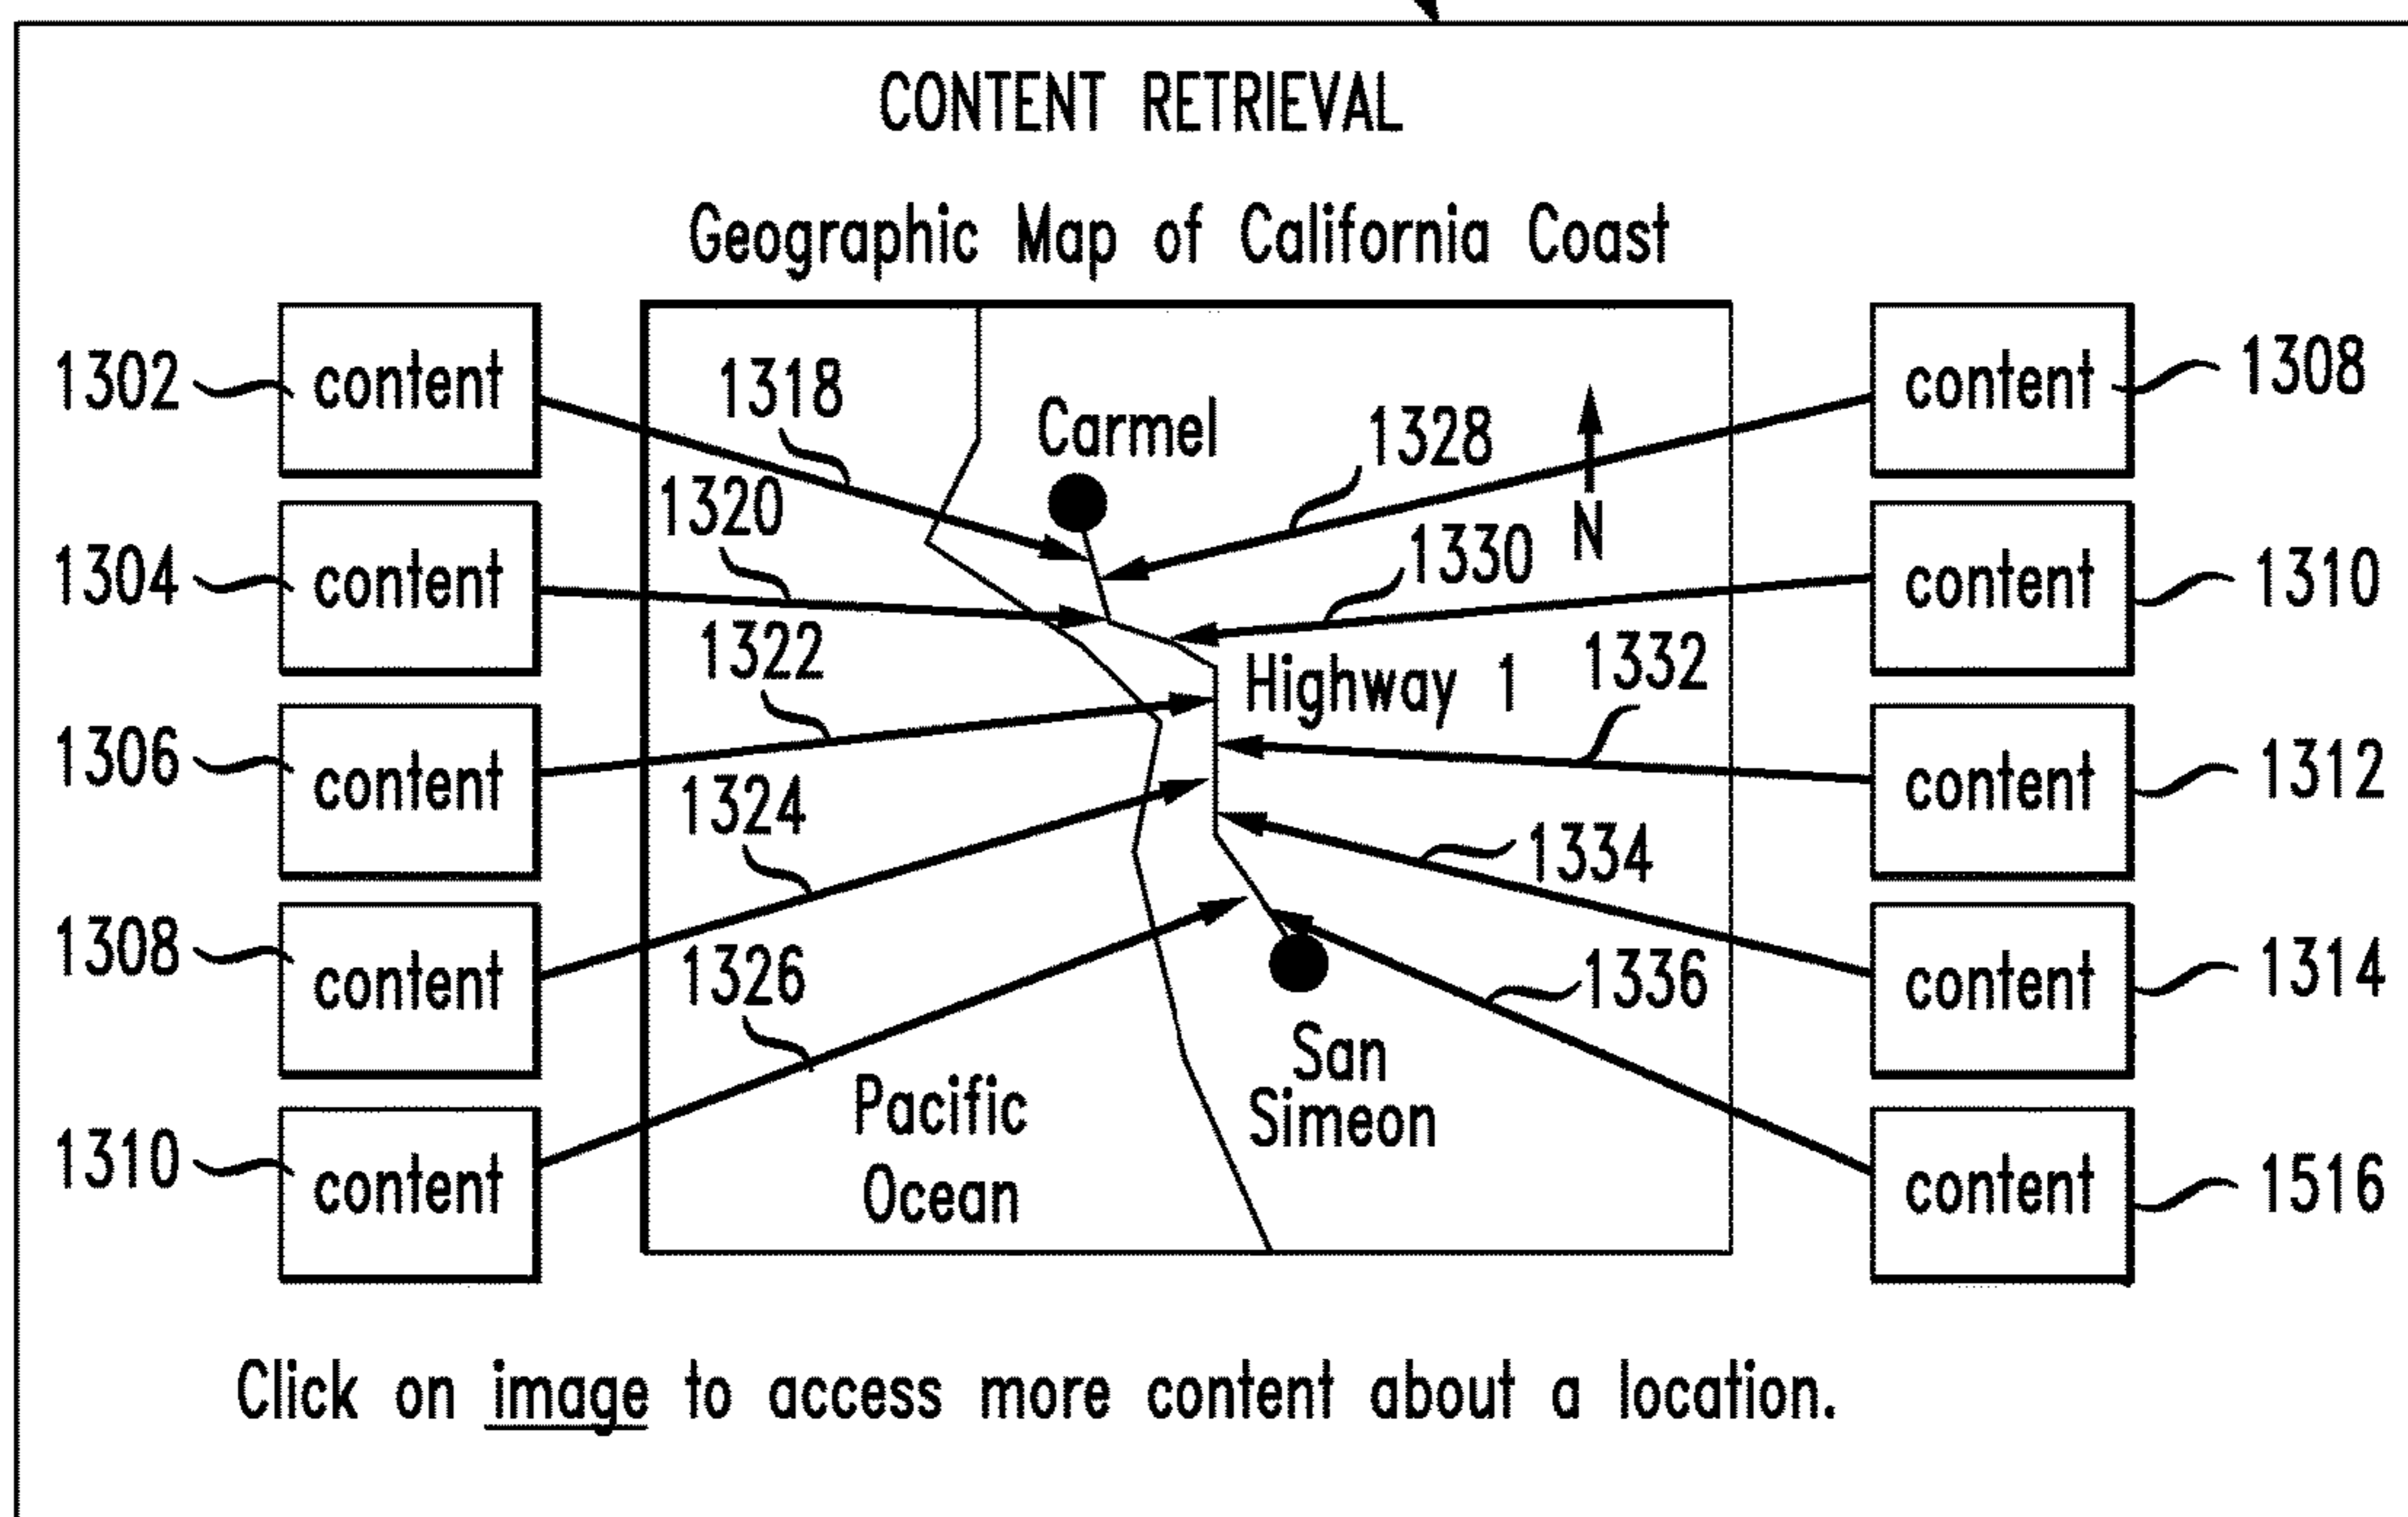 CONTENT RETRIEVAL
Geographic Map of California Coast
1302 content
1304 content
1306 content
1308 content
1310 content
1318
1320
1322
1324
1326
Carmel
Highway 1
San
Simeon
Pacific
Ocean
N
1328
1330
1332
1334
1336
content 1308
content 1310
content 1312
content 1314
content 1516
Click on image to access more content about a location.